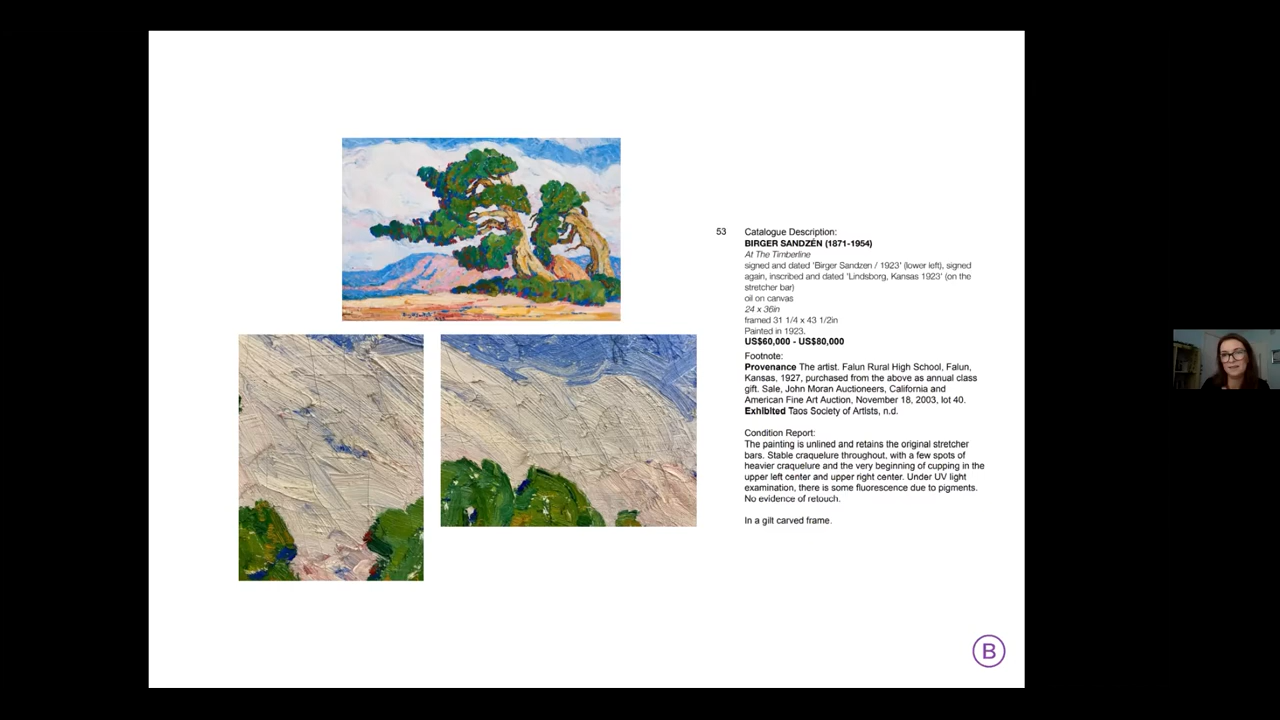 53
Catalogue Description:
BIRGER SANDZÉN (1871-1954)
At The Timberline
signed and dated 'Birger Sandzen / 1923' (lower left), signed
again, inscribed and dated 'Lindsborg, Kansas 1923' (on the
stretcher bar)
oil on canvas
24 x 36in
framed 31 1/4 x 43 1/2in
Painted in 1923.
US$60,000 - US$80,000
Footnote:
Provenance The artist. Falun Rural High School, Falun,
Kansas, 1927, purchased from the above as annual class
gift. Sale, John Moran Auctioneers, California and
American Fine Art Auction, November 18, 2003, lot 40.
Exhibited Taos Society of Artists, n.d.
Condition Report:
The painting is unlined and retains the original stretcher
bars. Stable craquelure throughout, with a few spots of
heavier craquelure and the very beginning of cupping in the
upper left center and upper right center. Under UV light
examination, there is some fluorescence due to pigments.
No evidence of retouch.
In a gilt carved frame.
B